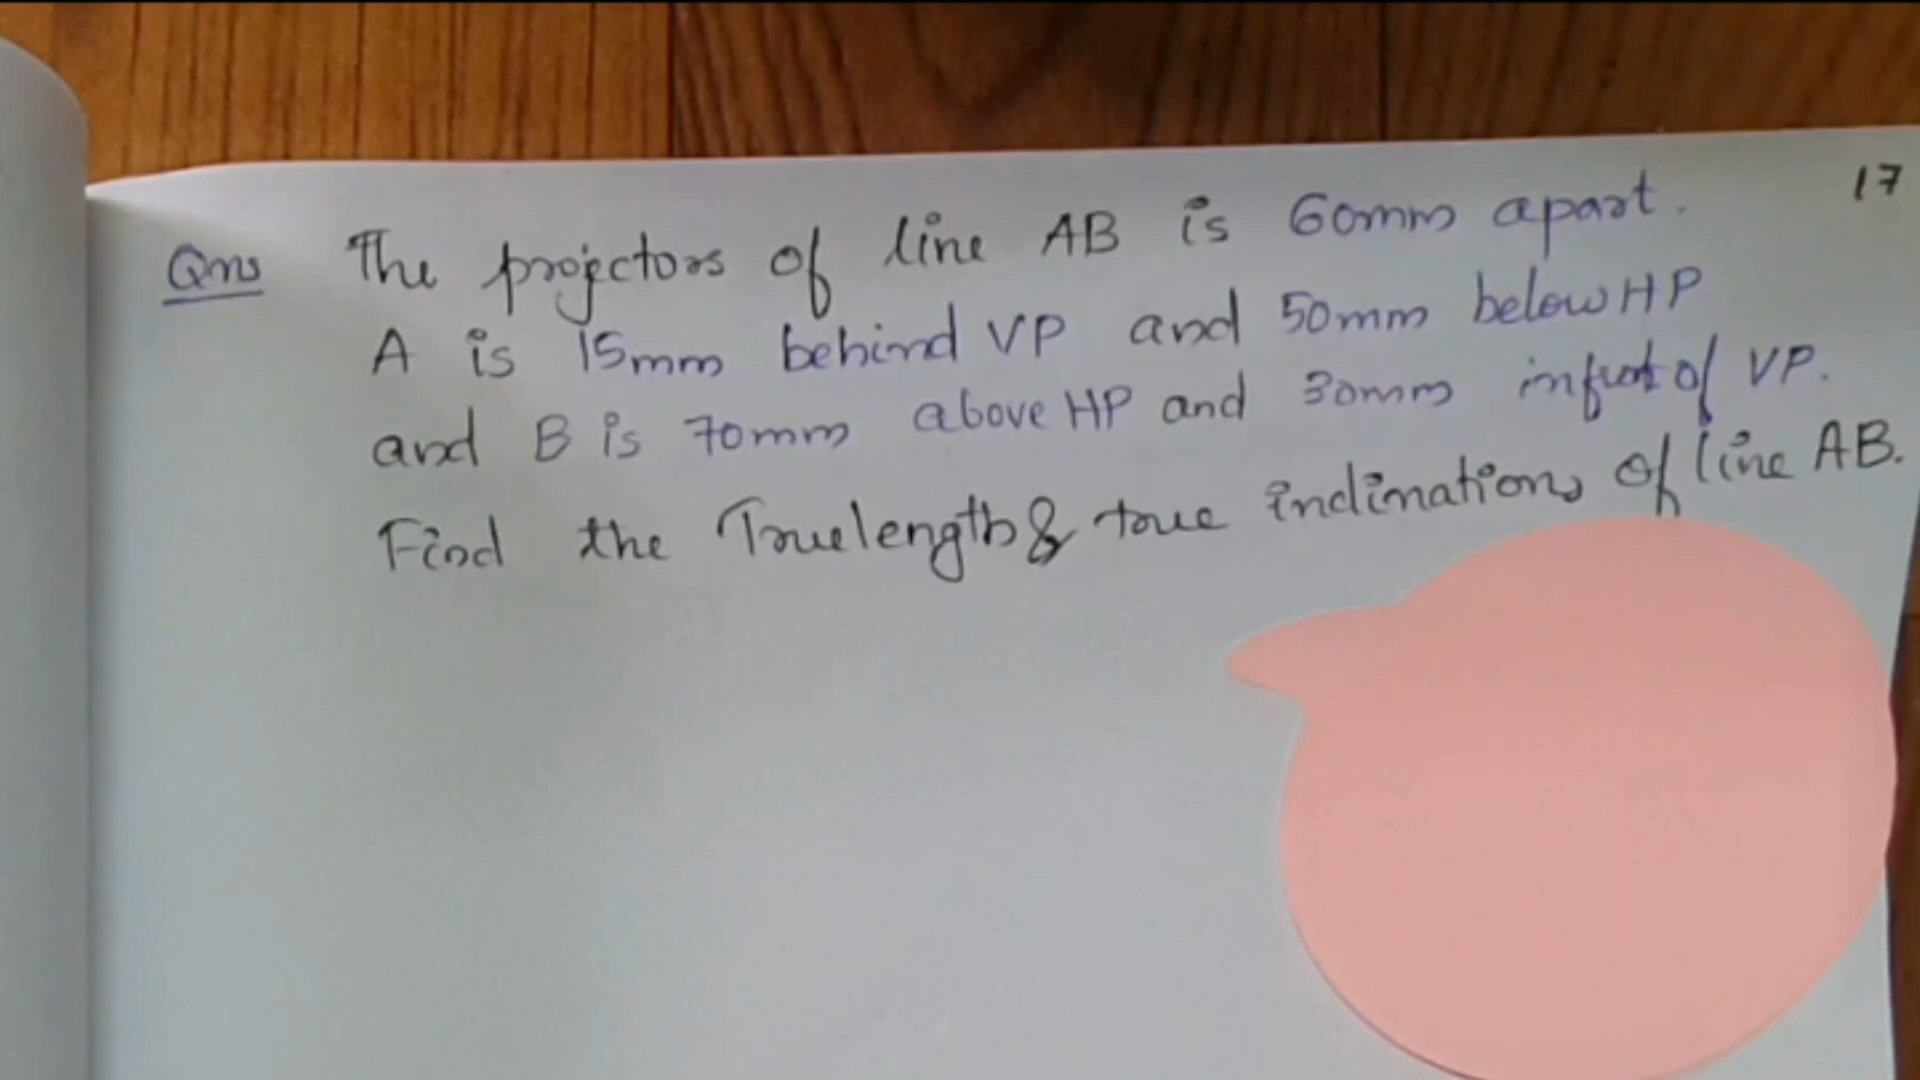 17
Qns The projectors of line AB is 60mm apart.
A is 15mm behind VP and 50mm below HP
and B is 70mm above HP and 30mm infront of VP.
Find the Truelength & true inclinations of line AB.